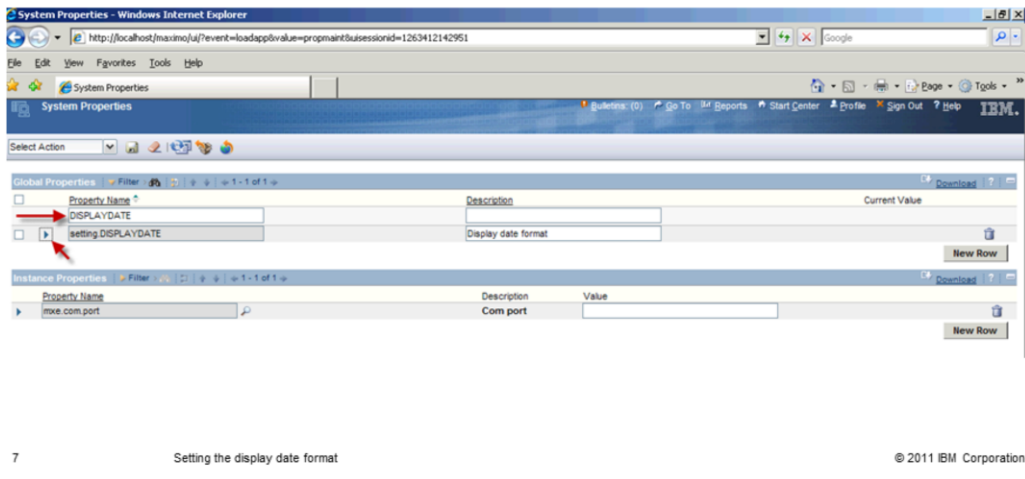 System Properties - Windows Internet Explorer
http://localhost/maximo/ui/?event=loadapp&value=propmaint&uisessionid=1263412142951
Google
File Edit View Favorites Tools Help
System Properties
Page Tools
System Properties
Bulletins: (0) Go To Reports Start Center Profile Sign Out ? Help IBM.
Select Action
Global Properties Filter 1 - 1 of 1 Download ?
Property Name Description Current Value
DISPLAYDATE
setting.DISPLAYDATE Display date format
New Row
Instance Properties Filter 1 - 1 of 1 Download ?
Property Name Description Value
mxe.com.port Com port
New Row
7 Setting the display date format © 2011 IBM Corporation